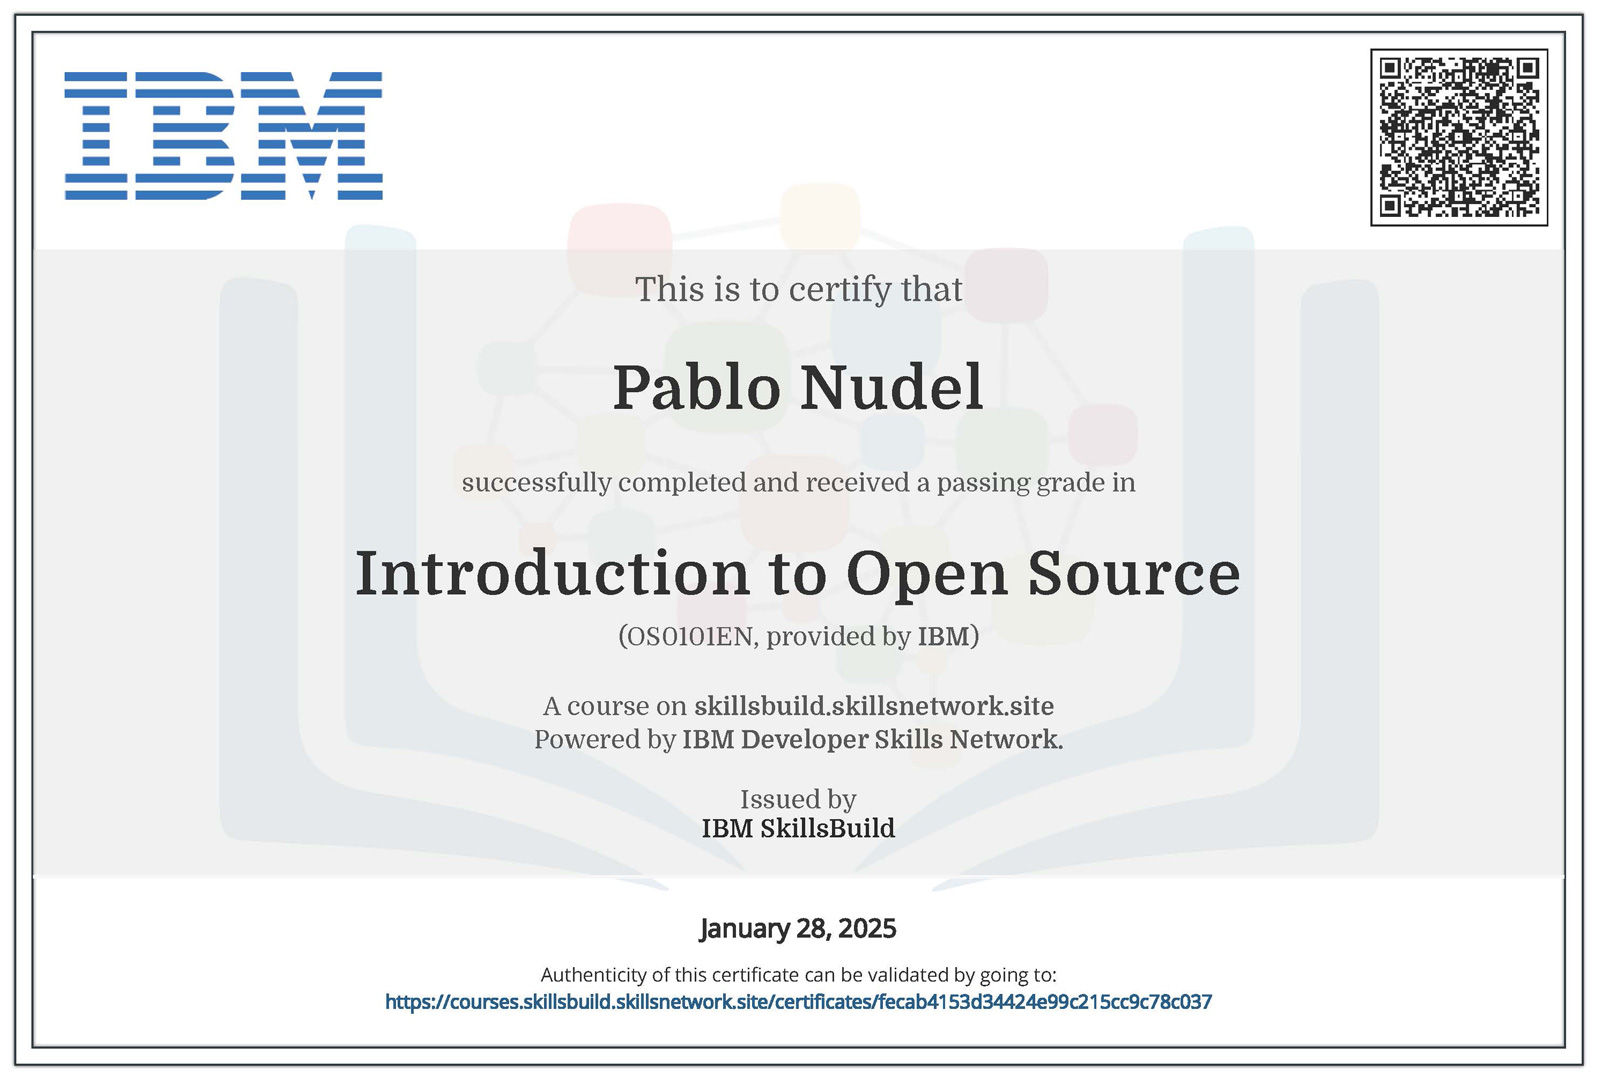 IBM
This is to certify that
Pablo Nudel
successfully completed and received a passing grade in
Introduction to Open Source
(OS0101EN, provided by IBM)
A course on skillsbuild.skillsnetwork.site
Powered by IBM Developer Skills Network.
Issued by
IBM SkillsBuild
January 28, 2025
Authenticity of this certificate can be validated by going to:
https://courses.skillsbuild.skillsnetwork.site/certificates/fecab4153d34424e99c215cc9c78c037